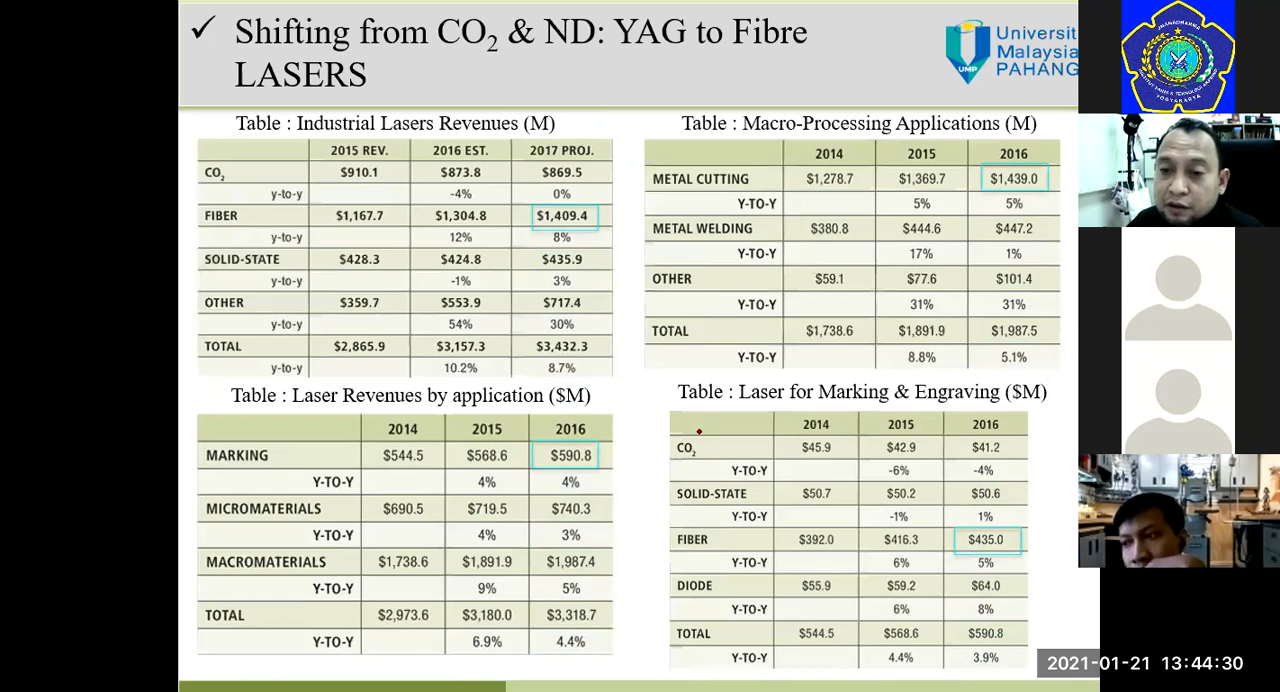 ✓ Shifting from CO₂ & ND: YAG to Fibre
LASERS
Universit
Malaysia
PAHANG
UMP
Table : Industrial Lasers Revenues (M)
2015 REV. 2016 EST. 2017 PROJ.
CO₂ $910.1 $873.8 $869.5
y-to-y -4% 0%
FIBER $1,167.7 $1,304.8 $1,409.4
y-to-y 12% 8%
SOLID-STATE $428.3 $424.8 $435.9
y-to-y -1% 3%
OTHER $359.7 $553.9 $717.4
y-to-y 54% 30%
TOTAL $2,865.9 $3,157.3 $3,432.3
y-to-y 10.2% 8.7%
Table : Macro-Processing Applications (M)
2014 2015 2016
METAL CUTTING $1,278.7 $1,369.7 $1,439.0
Y-TO-Y 5% 5%
METAL WELDING $380.8 $444.6 $447.2
Y-TO-Y 17% 1%
OTHER $59.1 $77.6 $101.4
Y-TO-Y 31% 31%
TOTAL $1,738.6 $1,891.9 $1,987.5
Y-TO-Y 8.8% 5.1%
Table : Laser Revenues by application ($M)
2014 2015 2016
MARKING $544.5 $568.6 $590.8
Y-TO-Y 4% 4%
MICROMATERIALS $690.5 $719.5 $740.3
Y-TO-Y 4% 3%
MACROMATERIALS $1,738.6 $1,891.9 $1,987.4
Y-TO-Y 9% 5%
TOTAL $2,973.6 $3,180.0 $3,318.7
Y-TO-Y 6.9% 4.4%
Table : Laser for Marking & Engraving ($M)
2014 2015 2016
CO₂ $45.9 $42.9 $41.2
Y-TO-Y -6% -4%
SOLID-STATE $50.7 $50.2 $50.6
Y-TO-Y -1% 1%
FIBER $392.0 $416.3 $435.0
Y-TO-Y 6% 5%
DIODE $55.9 $59.2 $64.0
Y-TO-Y 6% 8%
TOTAL $544.5 $568.6 $590.8
Y-TO-Y 4.4% 3.9%
YOGYAKARTA
2021-01-21 13:44:30